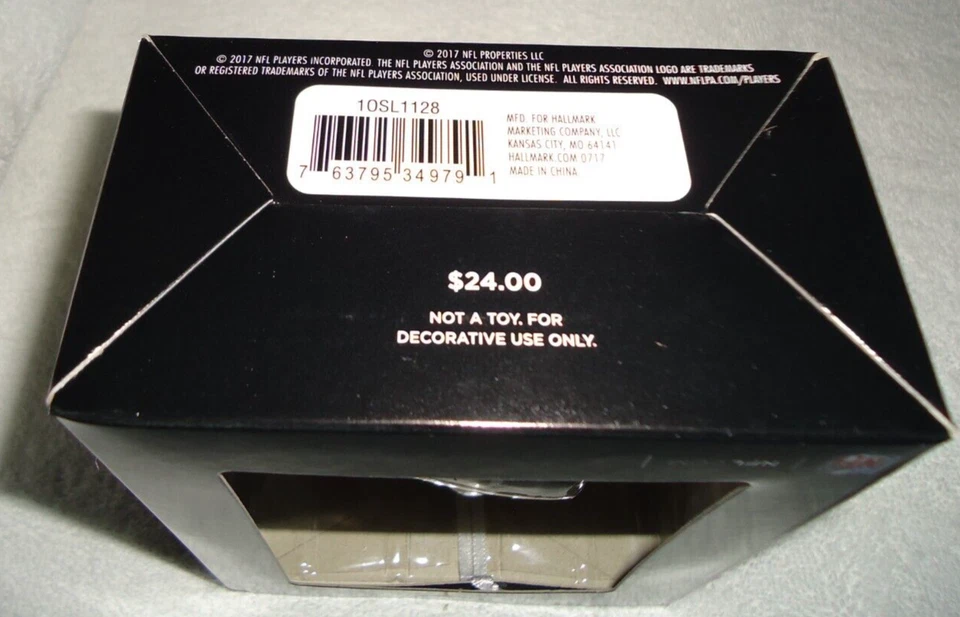 © 2017 NFL PROPERTIES LLC
© 2017 NFL PLAYERS INCORPORATED THE NFL PLAYERS ASSOCIATION AND THE NFL PLAYERS ASSOCIATION LOGO ARE TRADEMARKS
OR REGISTERED TRADEMARKS OF THE NFL PLAYERS ASSOCIATION, USED UNDER LICENSE. ALL RIGHTS RESERVED. WWW.NFLPA.COM/PLAYERS
1OSL1128
7 63795 34979 1
MFD. FOR HALLMARK
MARKETING COMPANY, LLC
KANSAS CITY, MO 64141
HALLMARK.COM 0717
MADE IN CHINA
$24.00
NOT A TOY. FOR
DECORATIVE USE ONLY.